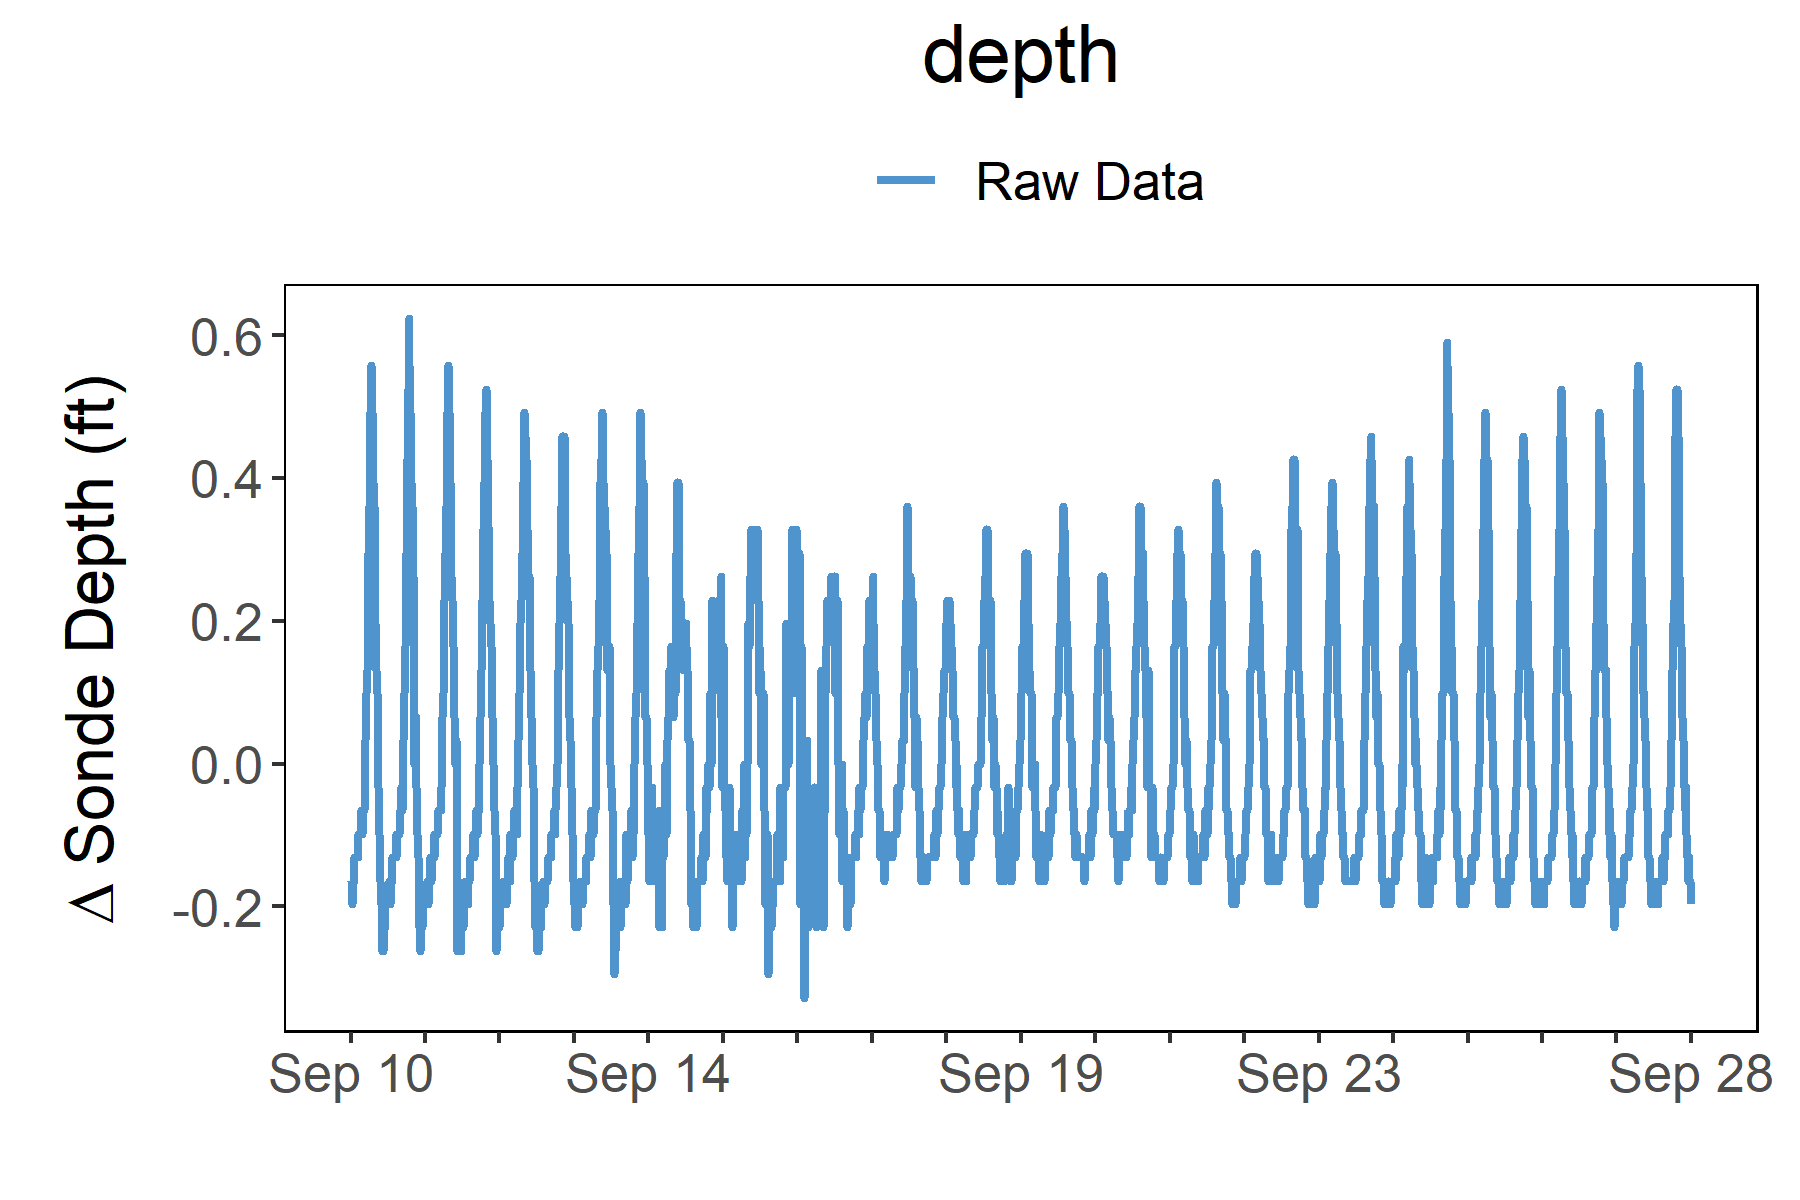 depth
Raw Data
Δ Sonde Depth (ft)
0.6
0.4
0.2
0.0
-0.2
Sep 10 Sep 14 Sep 19 Sep 23 Sep 28